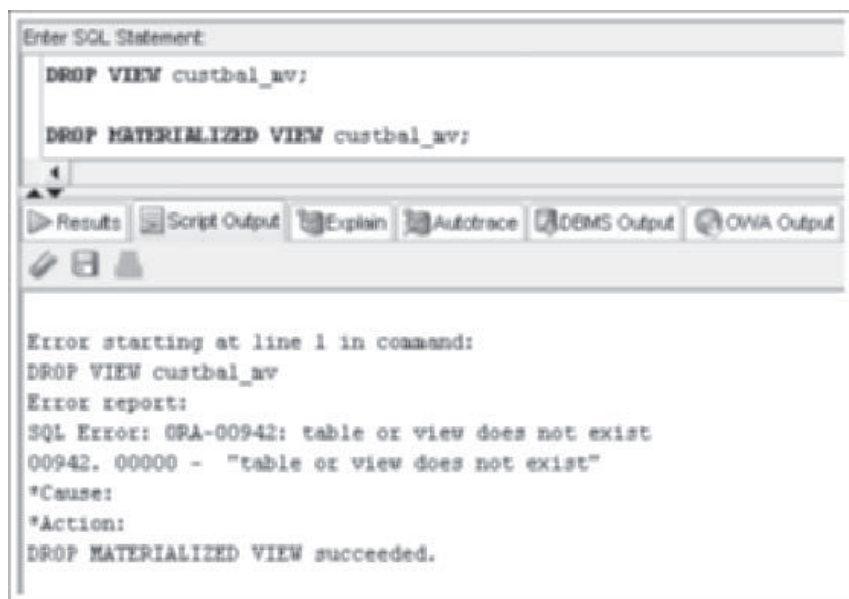 Enter SQL Statement:
DROP VIEW custbal_mv;
DROP MATERIALIZED VIEW custbal_mv;
Results Script Output Explain Autotrace DBMS Output OWA Output
Error starting at line 1 in command:
DROP VIEW custbal_mv
Error report:
SQL Error: ORA-00942: table or view does not exist
00942. 00000 - "table or view does not exist"
*Cause:
*Action:
DROP MATERIALIZED VIEW succeeded.